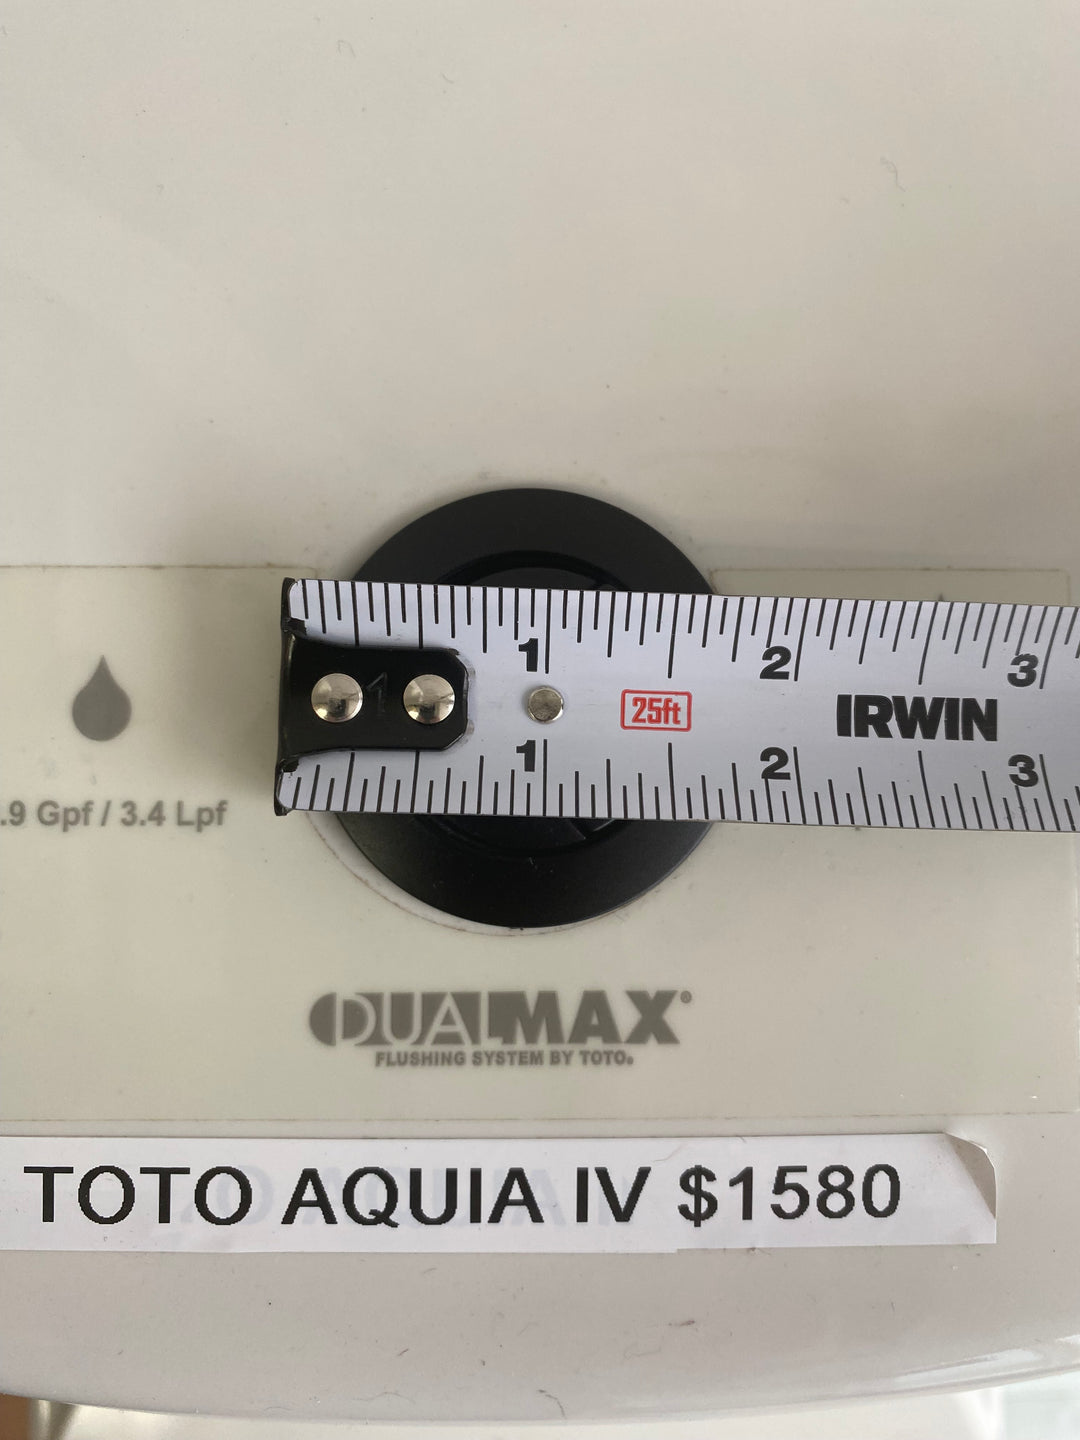 1 2 3
1 25ft IRWIN
1 2 3
.9 Gpf / 3.4 Lpf
DUALMAX®
FLUSHING SYSTEM BY TOTO®
TOTO AQUIA IV $1580